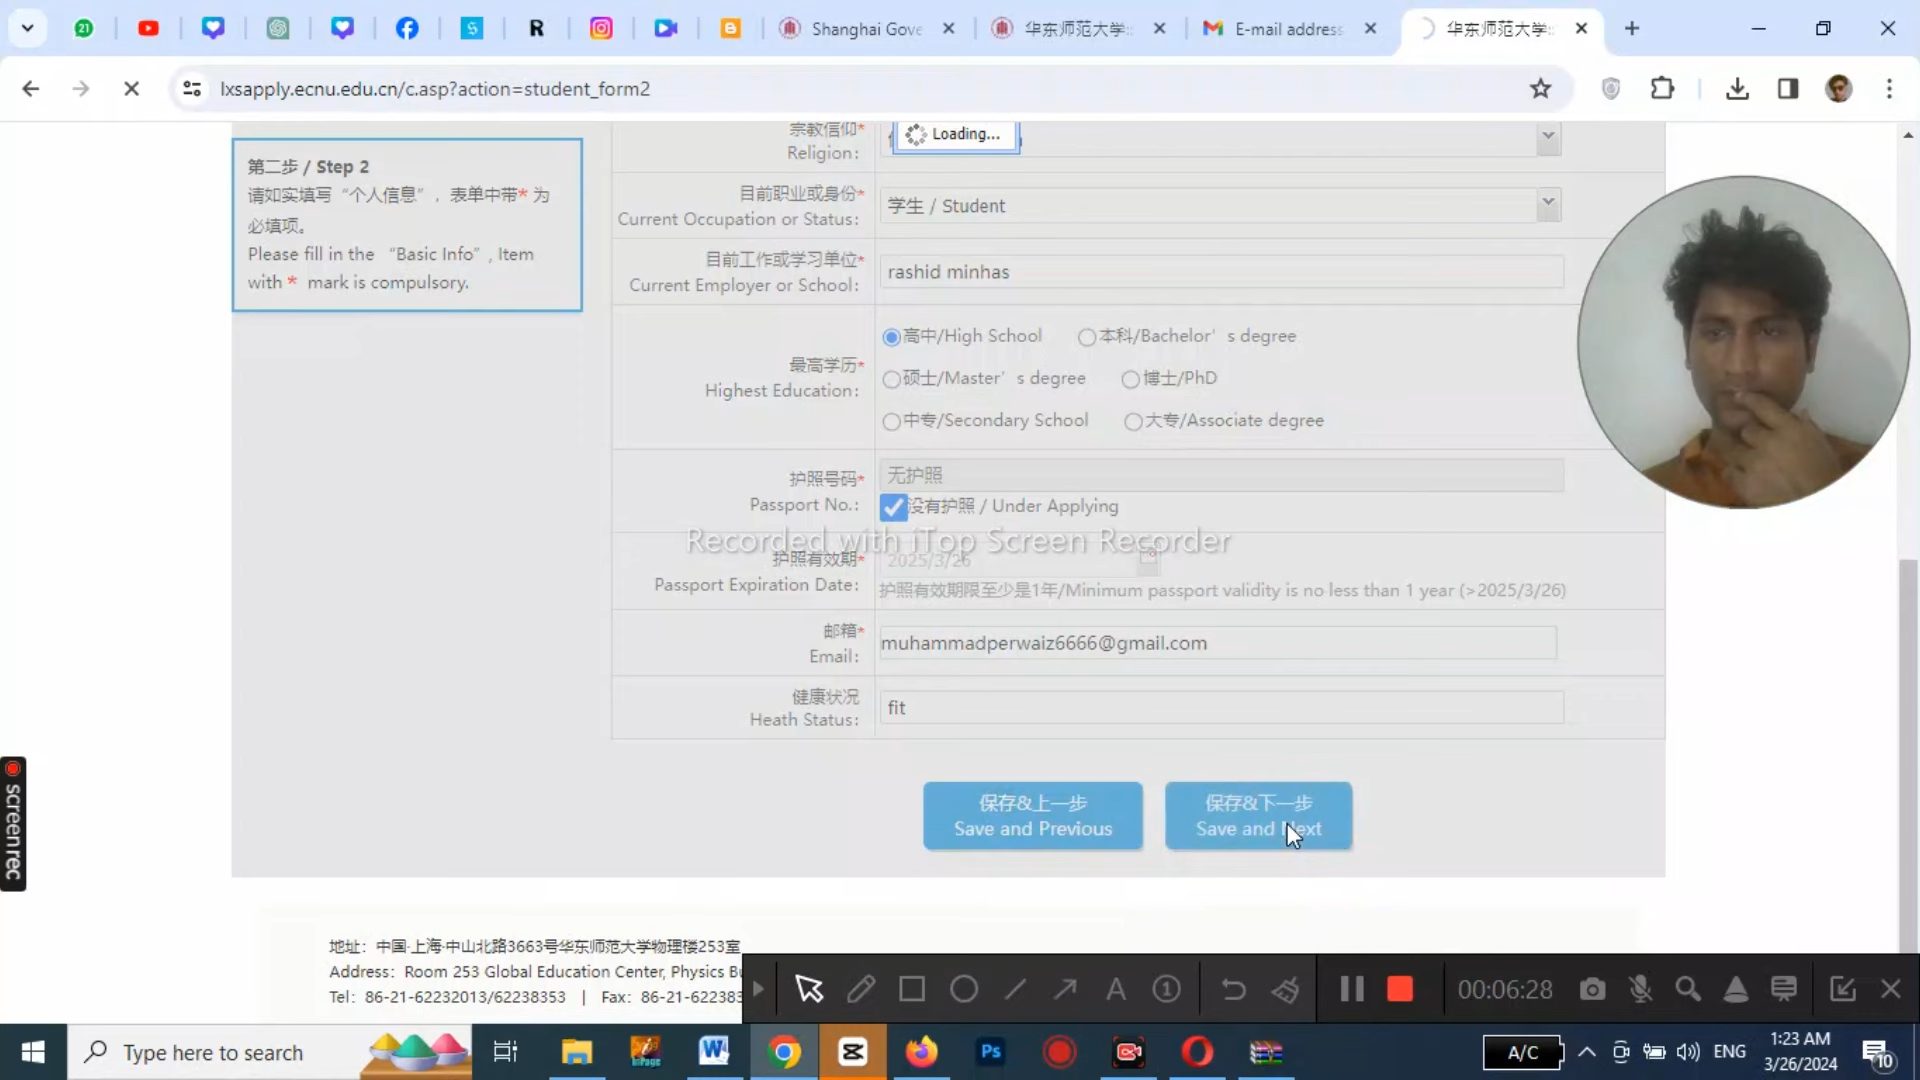 Shanghai Gove
华东师范大学:
E-mail address
华东师范大学:
lxsapply.ecnu.edu.cn/c.asp?action=student_form2
第二步 / Step 2
请如实填写“个人信息”，表单中带* 为
必填项。
Please fill in the “Basic Info”, Item
with * mark is compulsory.
宗教信仰*
Religion:
Loading...
目前职业或身份*
Current Occupation or Status:
学生 / Student
目前工作或学习单位*
Current Employer or School:
rashid minhas
最高学历*
Highest Education:
高中/High School
本科/Bachelor’s degree
硕士/Master’s degree
博士/PhD
中专/Secondary School
大专/Associate degree
护照号码*
Passport No.:
无护照
没有护照 / Under Applying
Recorded with iTop Screen Recorder
护照有效期*
Passport Expiration Date:
2025/3/26
护照有效期限至少是1年/Minimum passport validity is no less than 1 year (>2025/3/26)
邮箱*
Email:
muhammadperwaiz6666@gmail.com
健康状况
Heath Status:
fit
保存&上一步
Save and Previous
保存&下一步
Save and Next
screenrec
地址：中国·上海·中山北路3663号华东师范大学物理楼253室
Address: Room 253 Global Education Center, Physics Bu
Tel: 86-21-62232013/62238353 | Fax: 86-21-622383
00:06:28
Type here to search
A/C
ENG
1:23 AM
3/26/2024
10